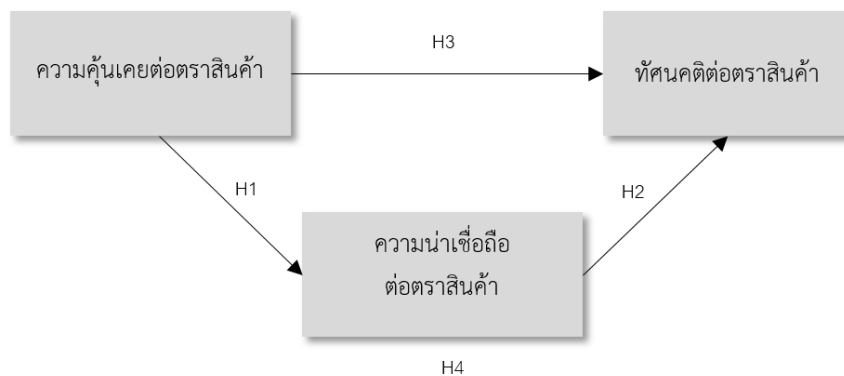 ความคุ้นเคยต่อตราสินค้า
H3
ทัศนคติต่อตราสินค้า
H1
H2
ความน่าเชื่อถือ
ต่อตราสินค้า
H4